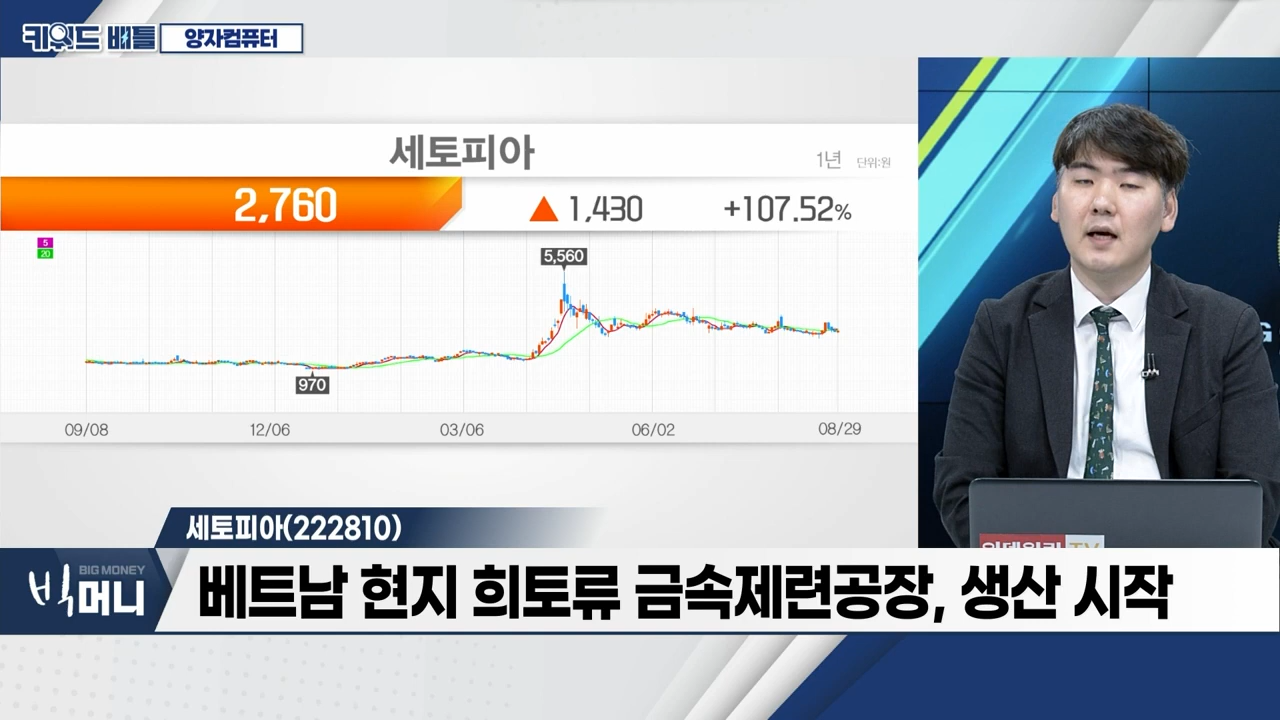 키워드 배틀 양자컴퓨터
세토피아
1년 단위:원
2,760 ▲ 1,430 +107.52%
5
20
5,560
970
09/08 12/06 03/06 06/02 08/29
세토피아(222810)
BIG MONEY
빅머니
베트남 현지 희토류 금속제련공장, 생산 시작
TV
G